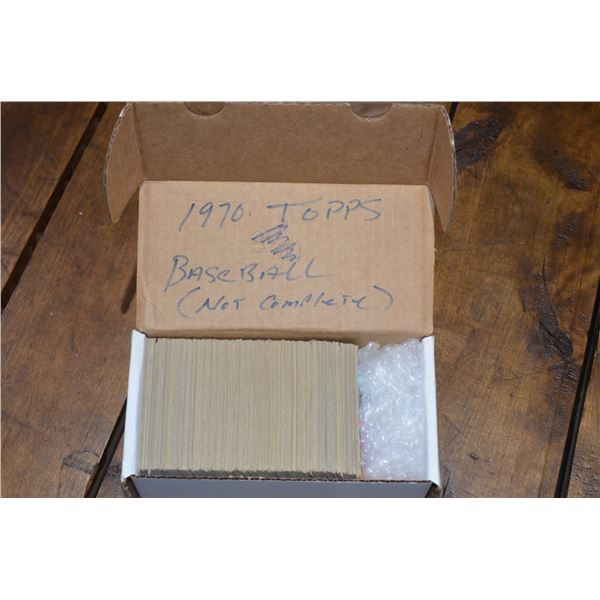 1970. TOPPS
BASEBALL
(NOT COMPLETE)